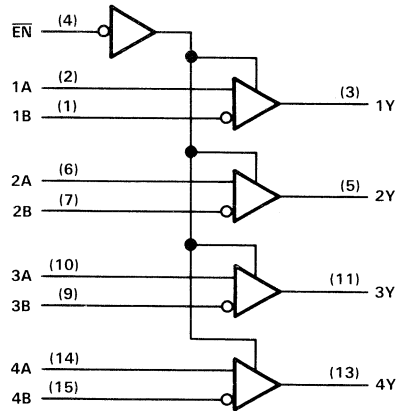 EN (4)
1A (2)
(3) 1Y
1B (1)
2A (6)
(5) 2Y
2B (7)
3A (10)
(11) 3Y
3B (9)
4A (14)
(13) 4Y
4B (15)